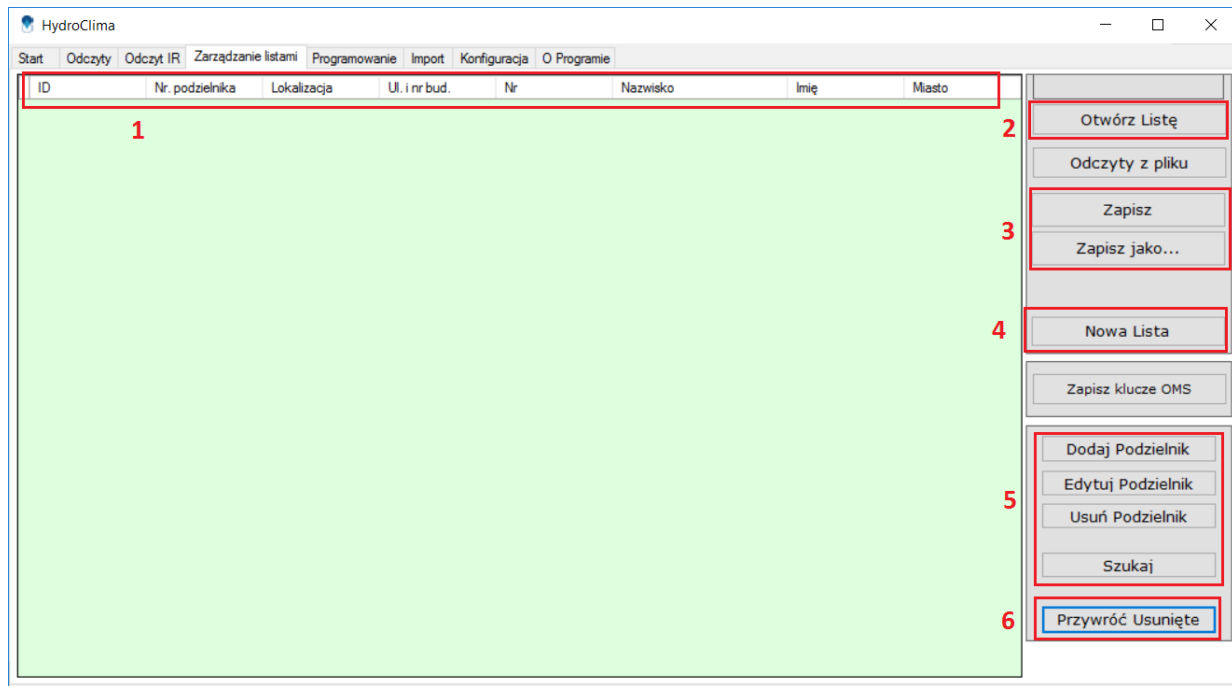 HydroClima
Start Odczyty Odczyt IR Zarządzanie listami Programowanie Import Konfiguracja O Programie
ID Nr. podzielnika Lokalizacja Ul. i nr bud. Nr Nazwisko Imię Miasto
1
2 Otwórz Listę
Odczyty z pliku
Zapisz
3
Zapisz jako...
4 Nowa Lista
Zapisz klucze OMS
Dodaj Podzielnik
Edytuj Podzielnik
5
Usuń Podzielnik
Szukaj
6 Przywróć Usunięte